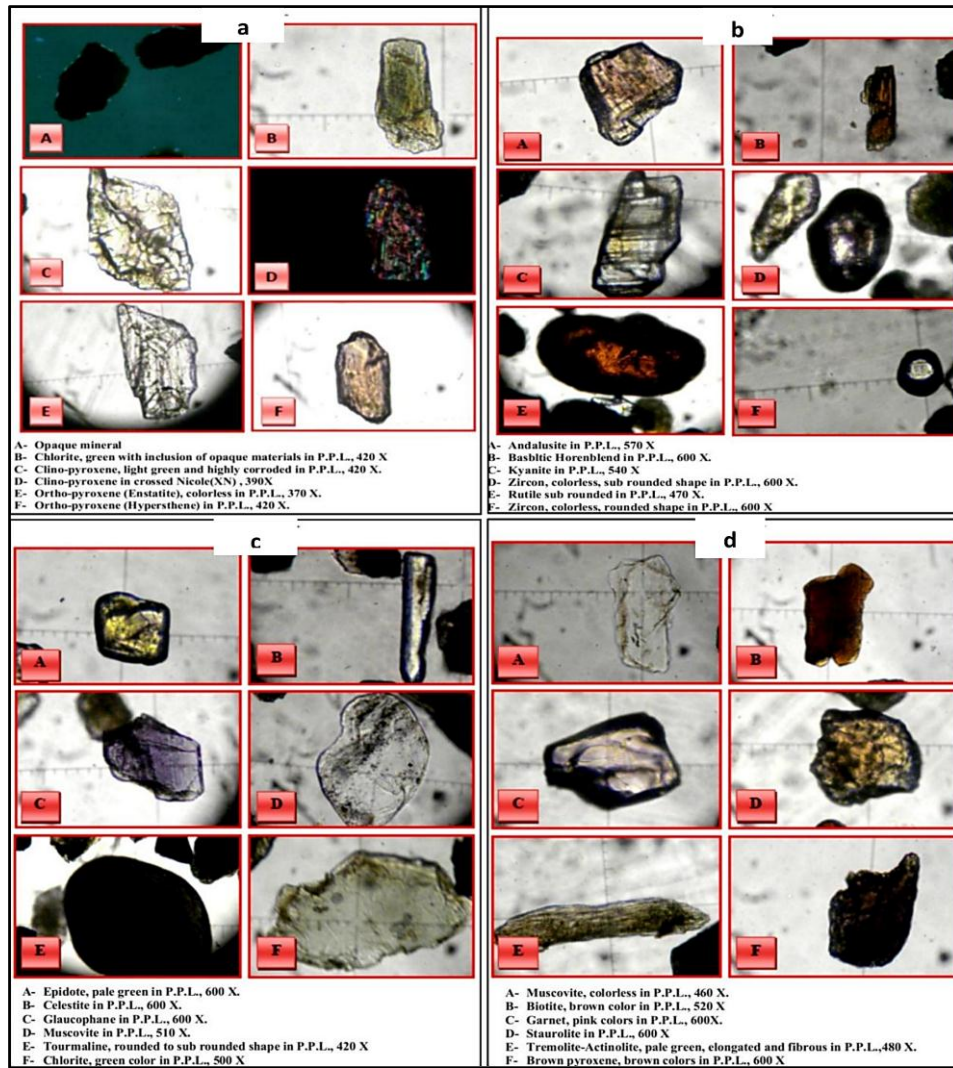 a
A
B
C
D
E
F
A- Opaque mineral
B- Chlorite, green with inclusion of opaque materials in P.P.L., 420 X
C- Clino-pyroxene, light green and highly corroded in P.P.L., 420 X.
D- Clino-pyroxene in crossed Nicole(XN) , 390X
E- Ortho-pyroxene (Enstatite), colorless in P.P.L., 370 X.
F- Ortho-pyroxene (Hypersthene) in P.P.L., 420 X.
b
A
B
C
D
E
F
A- Andalusite in P.P.L., 570 X
B- Basbltic Horenblend in P.P.L., 600 X.
C- Kyanite in P.P.L., 540 X
D- Zircon, colorless, sub rounded shape in P.P.L., 600 X.
E- Rutile sub rounded in P.P.L., 470 X.
F- Zircon, colorless, rounded shape in P.P.L., 600 X
c
A
B
C
D
E
F
A- Epidote, pale green in P.P.L., 600 X.
B- Celestite in P.P.L., 600 X.
C- Glaucophane in P.P.L., 600 X.
D- Muscovite in P.P.L., 510 X.
E- Tourmaline, rounded to sub rounded shape in P.P.L., 420 X
F- Chlorite, green color in P.P.L., 500 X
d
A
B
C
D
E
F
A- Muscovite, colorless in P.P.L., 460 X.
B- Biotite, brown color in P.P.L., 520 X
C- Garnet, pink colors in P.P.L., 600X.
D- Staurolite in P.P.L., 600 X
E- Tremolite-Actinolite, pale green, elongated and fibrous in P.P.L.,480 X.
F- Brown pyroxene, brown colors in P.P.L., 600 X